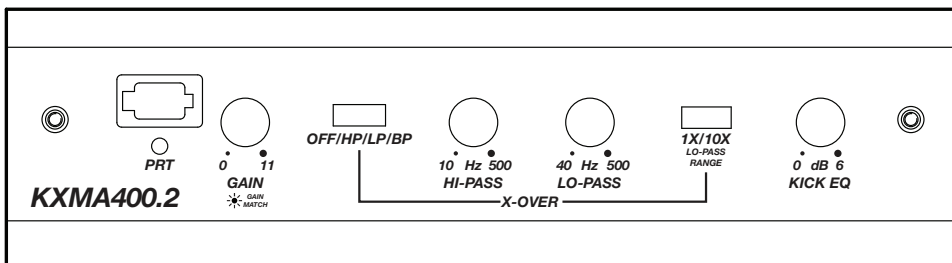 PRT
0 11
GAIN
GAIN
MATCH
OFF/HP/LP/BP
10 Hz 500
HI-PASS
40 Hz 500
LO-PASS
1X/10X
LO-PASS
RANGE
0 dB 6
KICK EQ
X-OVER
KXMA400.2